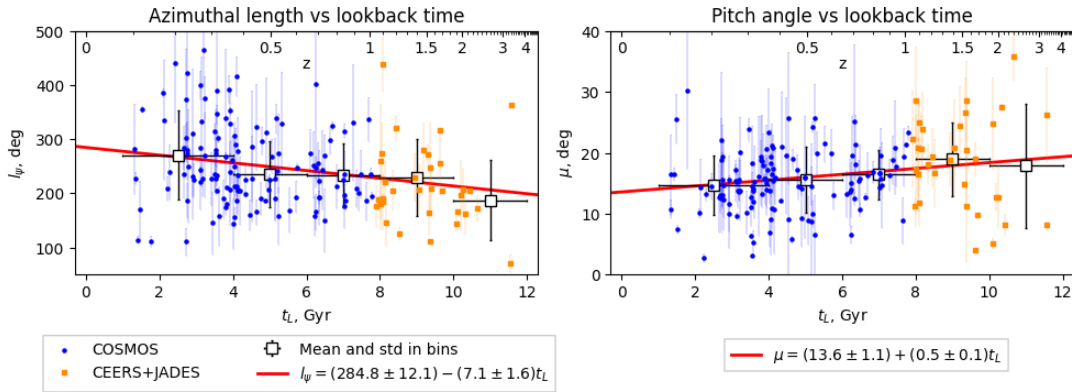 Azimuthal length vs lookback time
500
400
300
200
100
0
0.5
1
1.5
2
3
4
z
l_ψ, deg
0 2 4 6 8 10 12
t_L, Gyr
COSMOS
CEERS+JADES
Mean and std in bins
l_ψ = (284.8 ± 12.1) − (7.1 ± 1.6)t_L
Pitch angle vs lookback time
40
30
20
10
0
0
0.5
1
1.5
2
3
4
z
μ, deg
0 2 4 6 8 10 12
t_L, Gyr
μ = (13.6 ± 1.1) + (0.5 ± 0.1)t_L